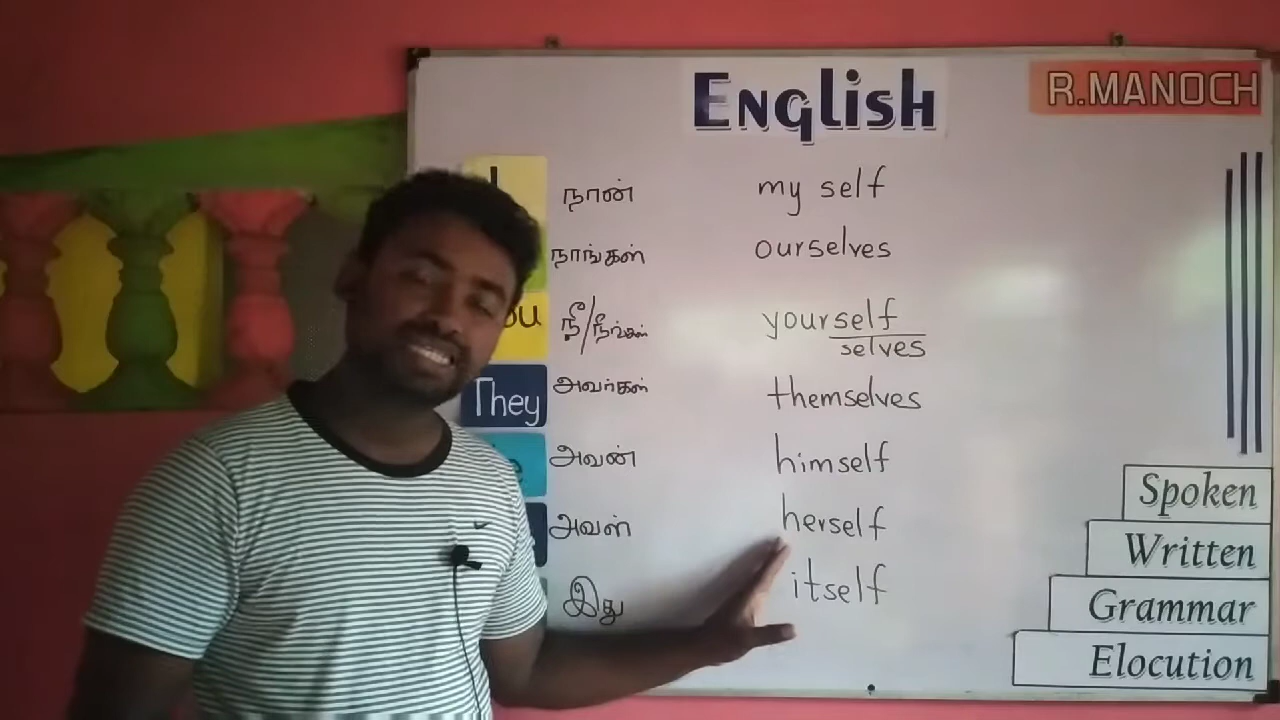 English
R.MANOCH
நான் my self
நாங்கள் ourselves
நீ/நீங்கள் yourself
selves
They அவர்கள் themselves
அவன் himself
அவள் herself
இது itself
Spoken
Written
Grammar
Elocution